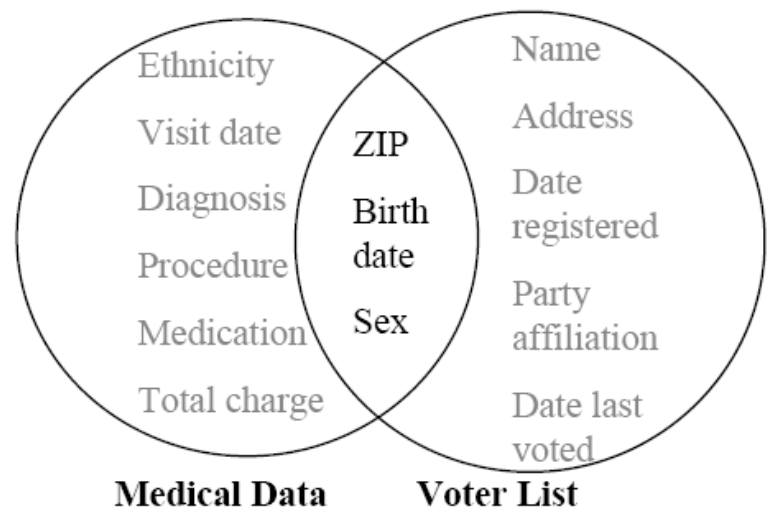 Ethnicity
Visit date
Diagnosis
Procedure
Medication
Total charge
ZIP
Birth
date
Sex
Name
Address
Date
registered
Party
affiliation
Date last
voted
Medical Data
Voter List